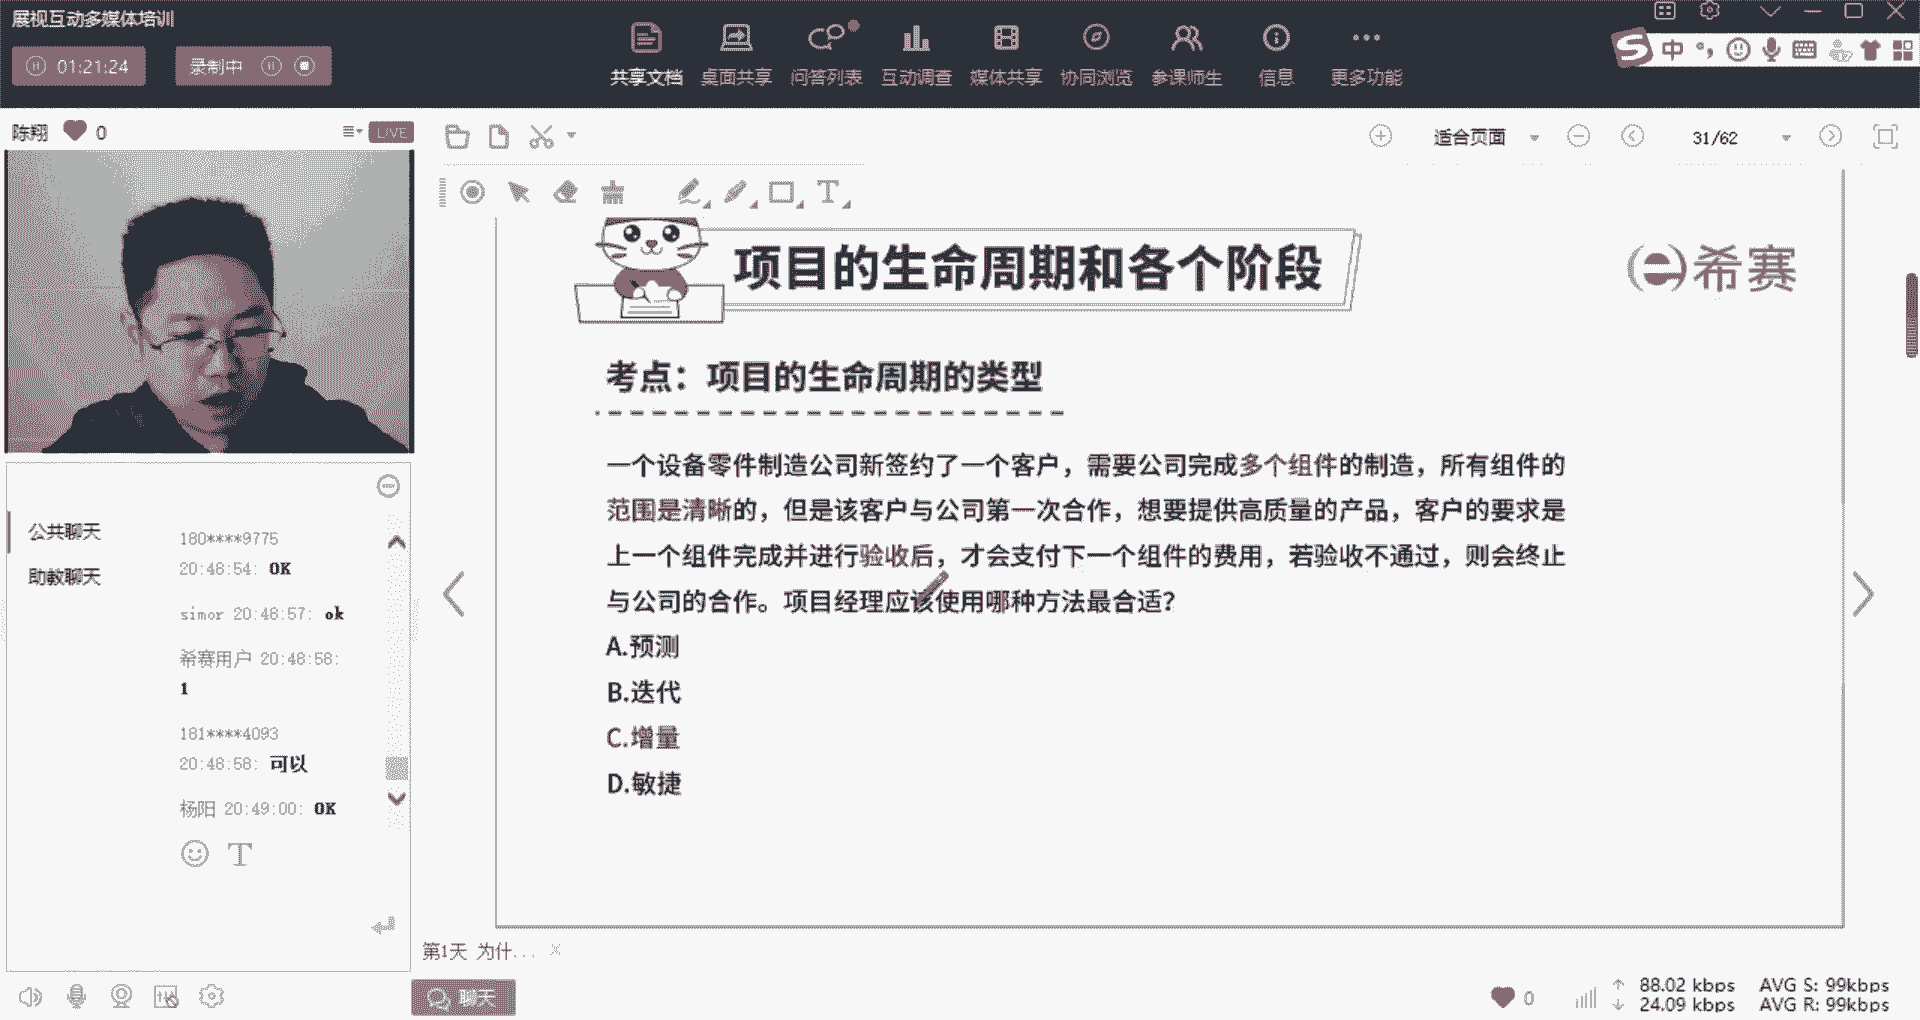 展视互动多媒体培训
01:21:24
录制中
共享文档 桌面共享 问答列表 互动调查 媒体共享 协同浏览 参课师生 信息 更多功能
中
陈翔 0
LIVE
适合页面
31/62
公共聊天
助教聊天
180****9775
20:48:54: OK
simor 20:48:57: ok
希赛用户 20:48:58:
1
181****4093
20:48:58: 可以
杨阳 20:49:00: OK
T
项目的生命周期和各个阶段
希赛
考点：项目的生命周期的类型
一个设备零件制造公司新签约了一个客户，需要公司完成多个组件的制造，所有组件的
范围是清晰的，但是该客户与公司第一次合作，想要提供高质量的产品，客户的要求是
上一个组件完成并进行验收后，才会支付下一个组件的费用，若验收不通过，则会终止
与公司的合作。项目经理应该使用哪种方法最合适？
A.预测
B.迭代
C.增量
D.敏捷
第1天 为什...
聊天
0
88.02 kbps AVG S: 99kbps
24.09 kbps AVG R: 99kbps